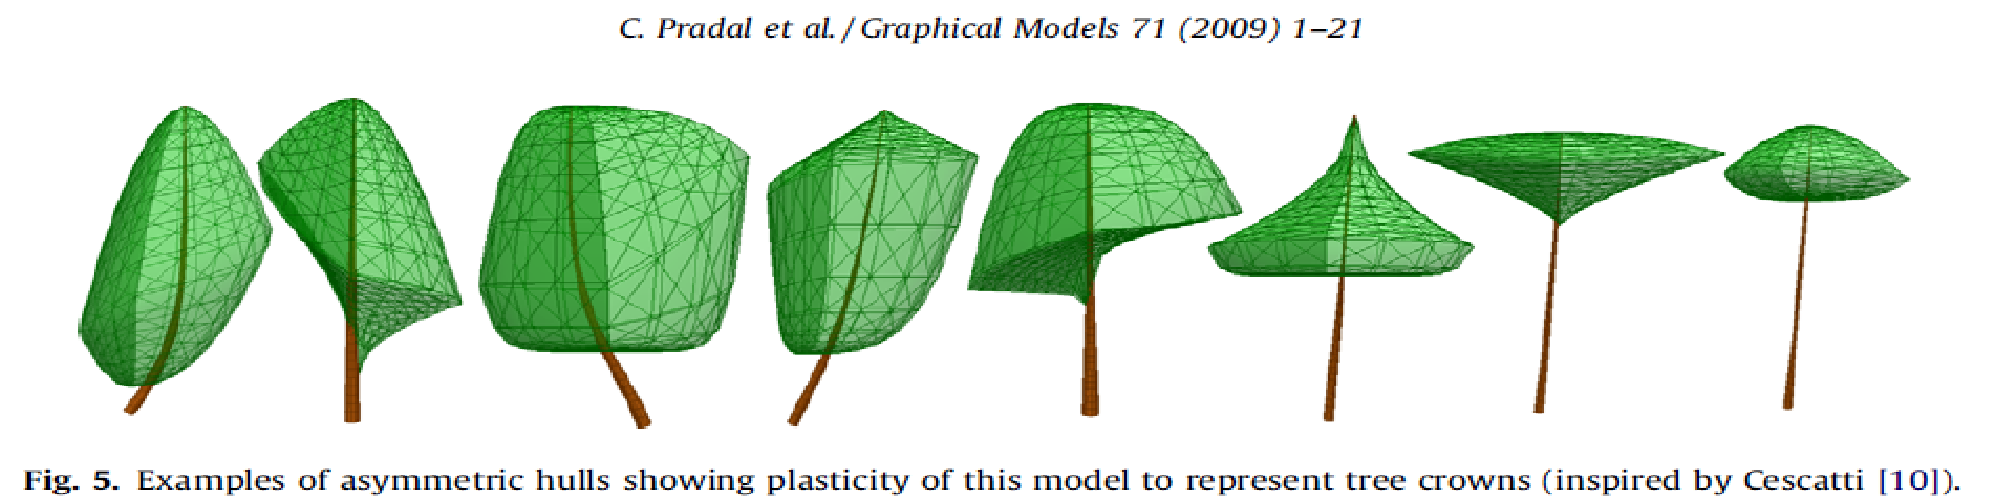 C. Pradal et al. / Graphical Models 71 (2009) 1–21
Fig. 5. Examples of asymmetric hulls showing plasticity of this model to represent tree crowns (inspired by Cescatti [10]).